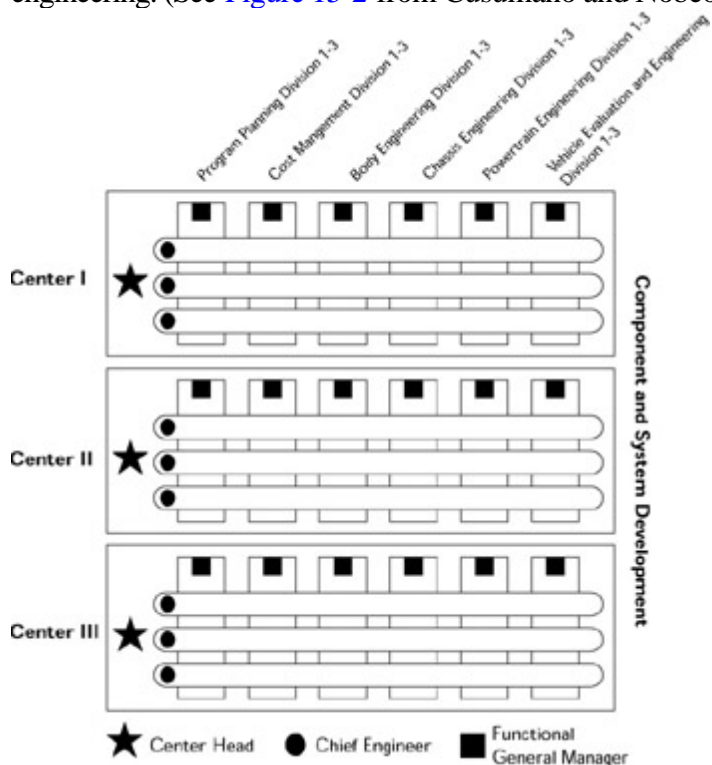 engineering. (See Figure 13-2 from Cusumano and Nobeo
Program Planning Division 1-3
Cost Mangement Division 1-3
Body Engineering Division 1-3
Chassis Engineering Division 1-3
Powertrain Engineering Division 1-3
Vehicle Evaluation and Engineering
Division 1-3
Center I
Center II
Center III
Component and System Development
Center Head
Chief Engineer
Functional
General Manager